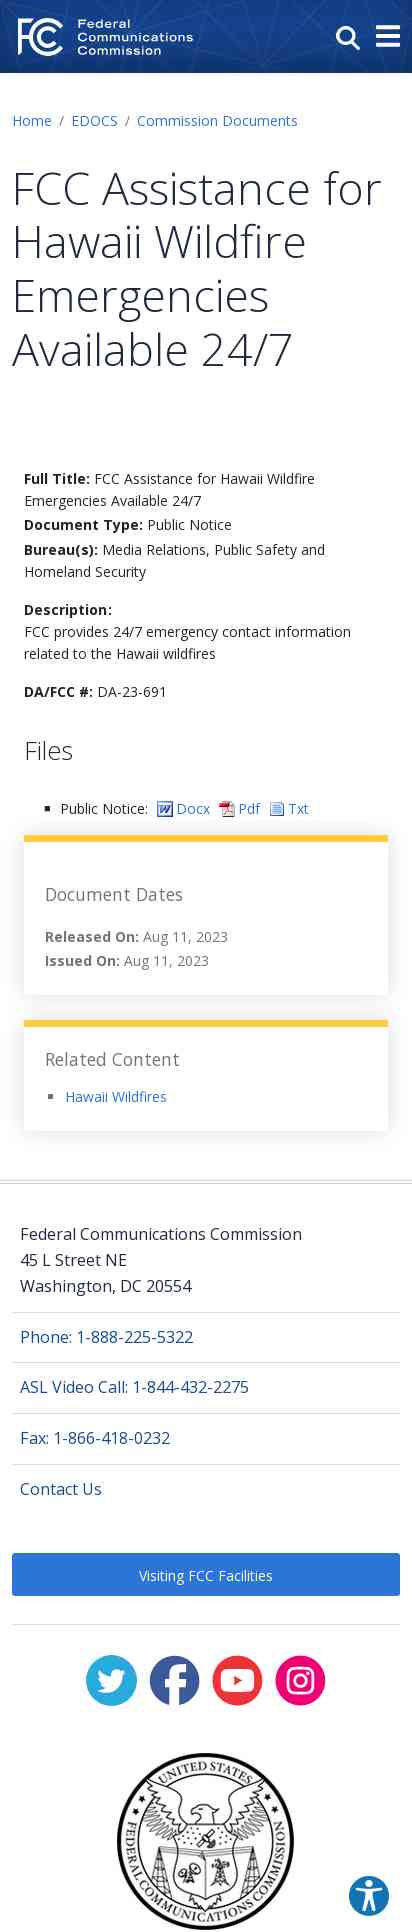 FCC
Federal
Communications
Commission
Home / EDOCS / Commission Documents
FCC Assistance for
Hawaii Wildfire
Emergencies
Available 24/7
Full Title: FCC Assistance for Hawaii Wildfire
Emergencies Available 24/7
Document Type: Public Notice
Bureau(s): Media Relations, Public Safety and
Homeland Security
Description:
FCC provides 24/7 emergency contact information
related to the Hawaii wildfires
DA/FCC #: DA-23-691
Files
Public Notice: Docx Pdf Txt
Document Dates
Released On: Aug 11, 2023
Issued On: Aug 11, 2023
Related Content
Hawaii Wildfires
Federal Communications Commission
45 L Street NE
Washington, DC 20554
Phone: 1-888-225-5322
ASL Video Call: 1-844-432-2275
Fax: 1-866-418-0232
Contact Us
Visiting FCC Facilities
UNITED STATES
FEDERAL COMMUNICATIONS COMMISSION